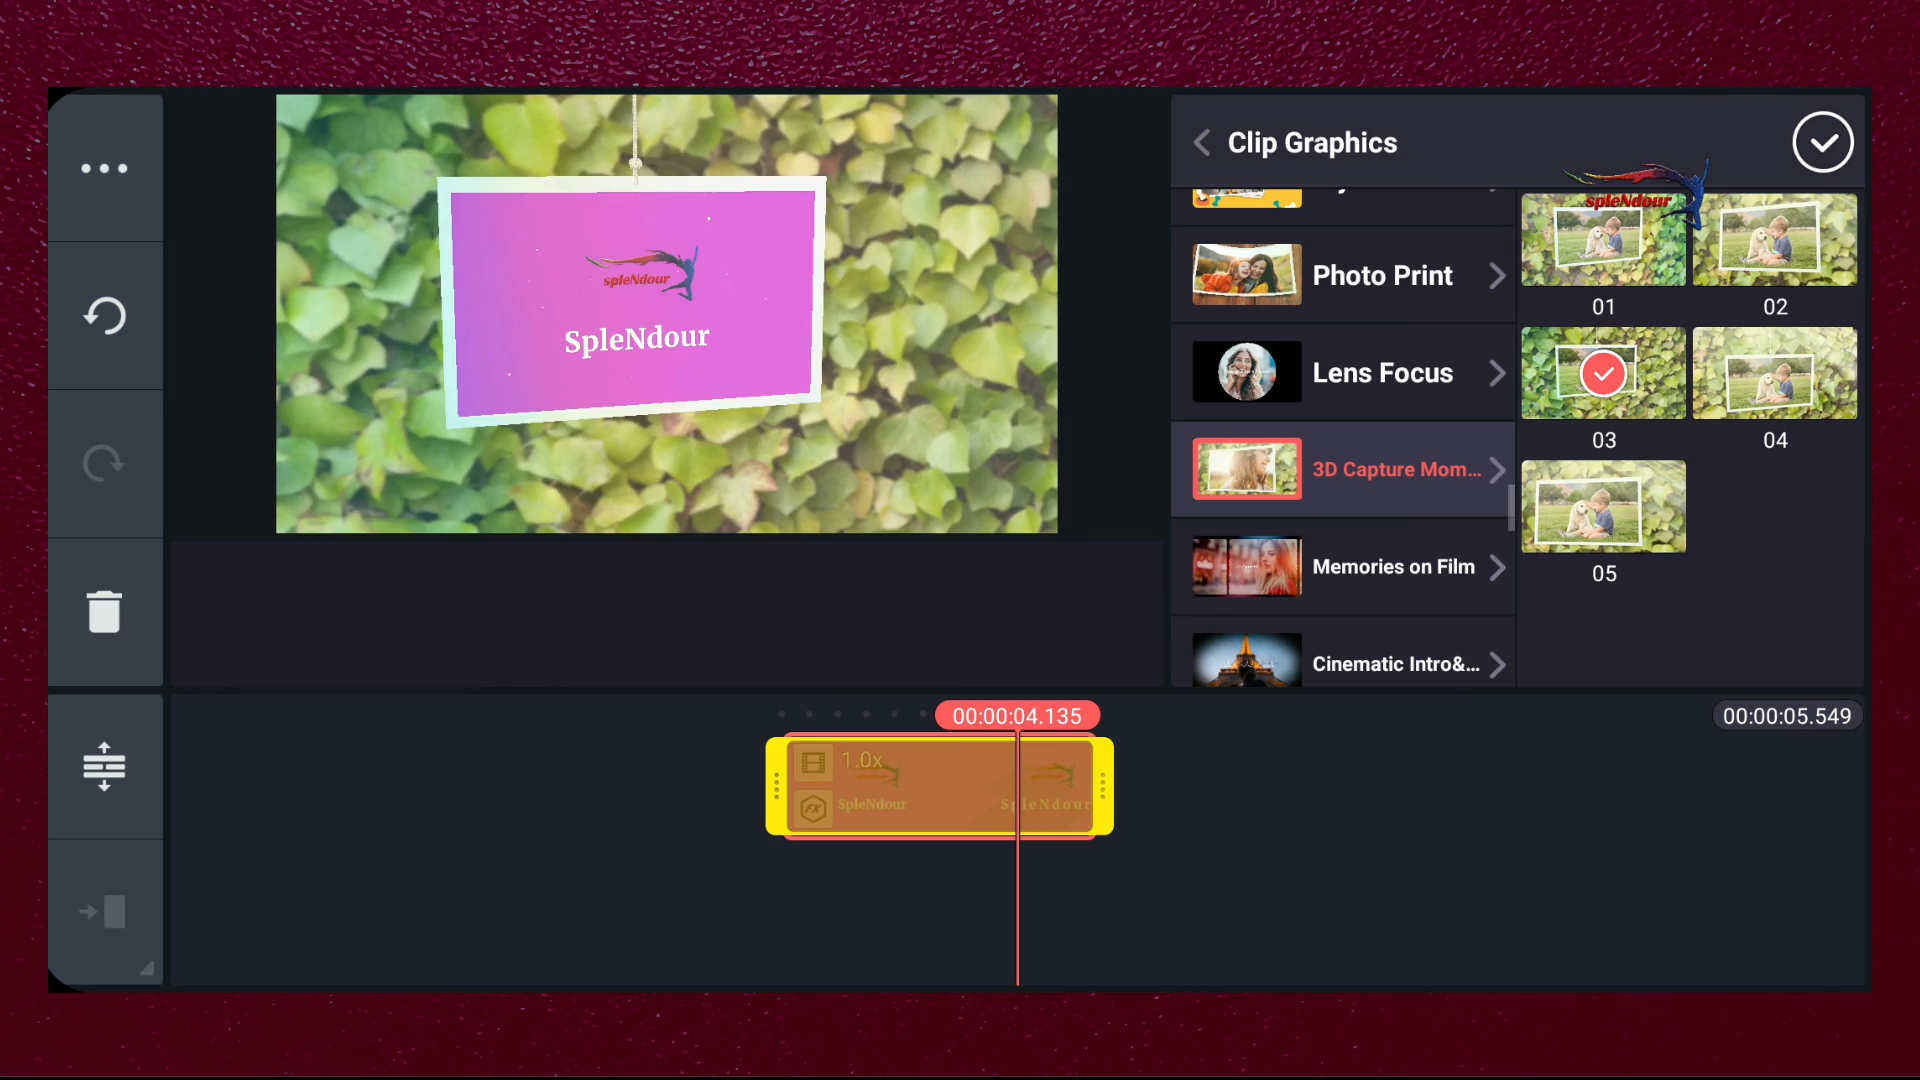 Clip Graphics
spleNdour
SpleNdour
spleNdour
Photo Print
Lens Focus
3D Capture Mom...
Memories on Film
Cinematic Intro&...
01
02
03
04
05
00:00:04.135
00:00:05.549
1.0x
FX
SpleNdour
SpleNdour